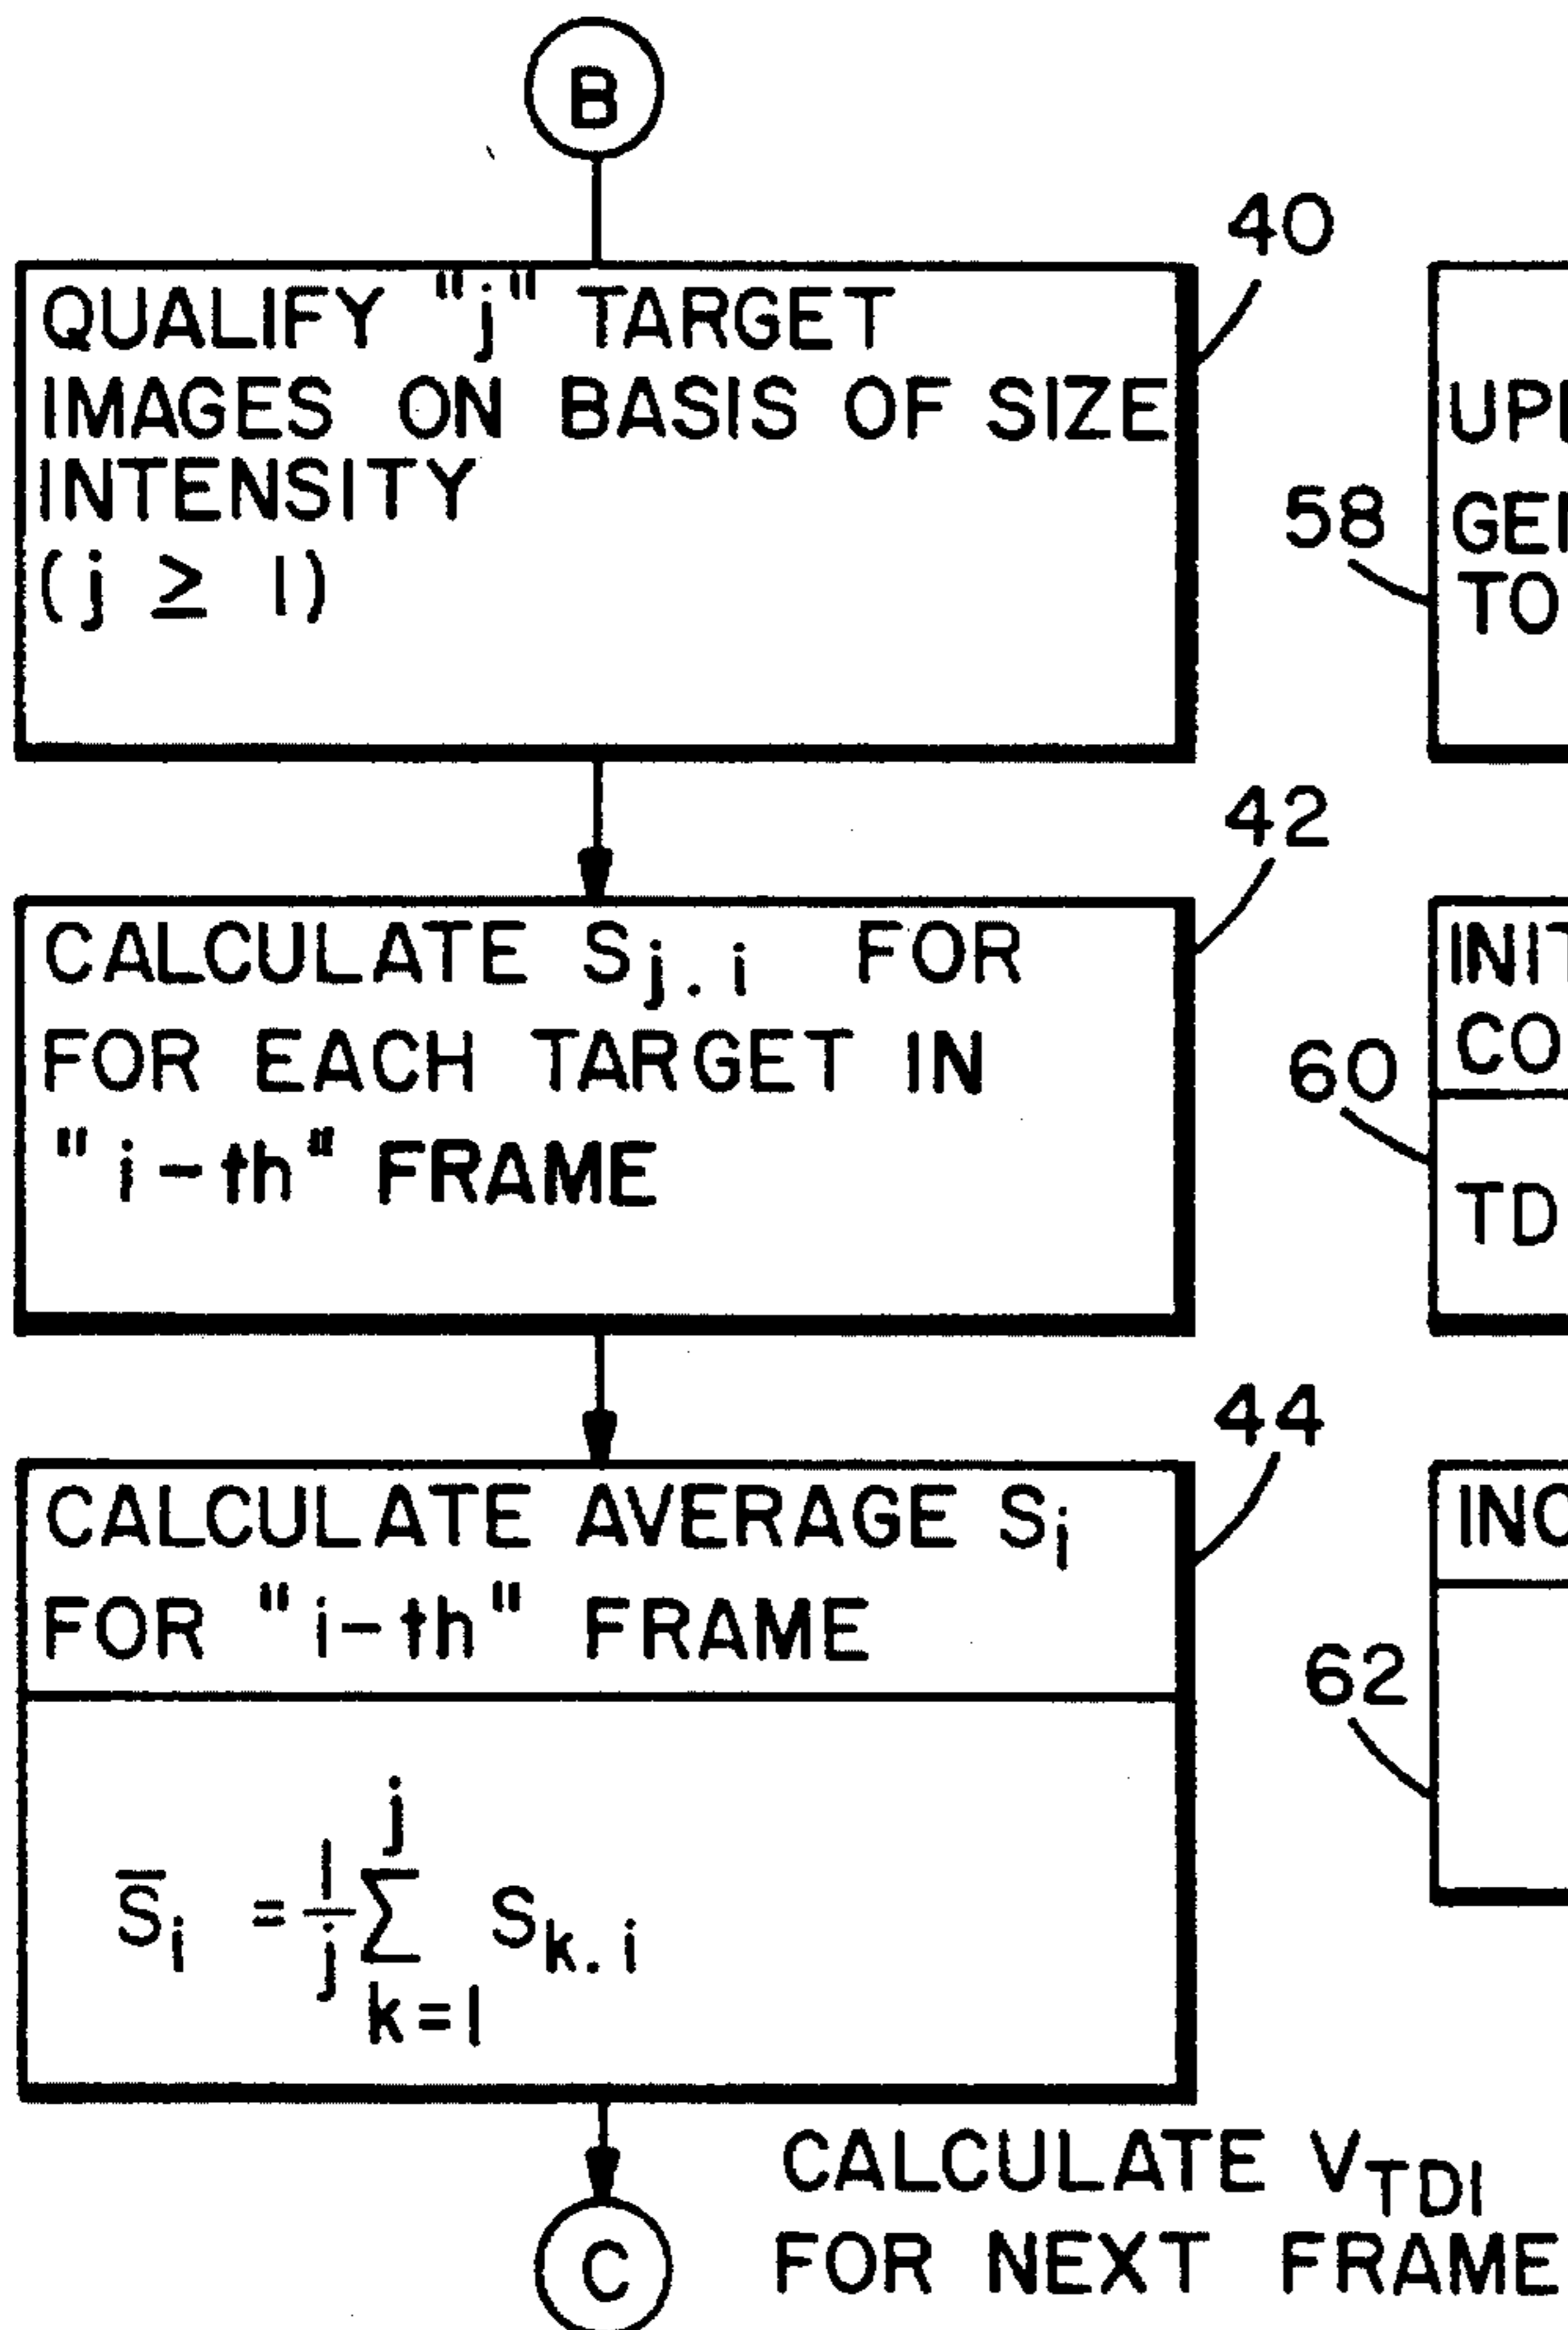 B
40
QUALIFY "j" TARGET
IMAGES ON BASIS OF SIZE
INTENSITY
(j ≥ 1)
42
CALCULATE Sj.i FOR
FOR EACH TARGET IN
"i-th" FRAME
44
CALCULATE AVERAGE Si
FOR "i-th" FRAME
S̅i = 1/j ∑ j k=1 Sk.i
C
CALCULATE VTDI
FOR NEXT FRAME
58
TO
60
TD
62